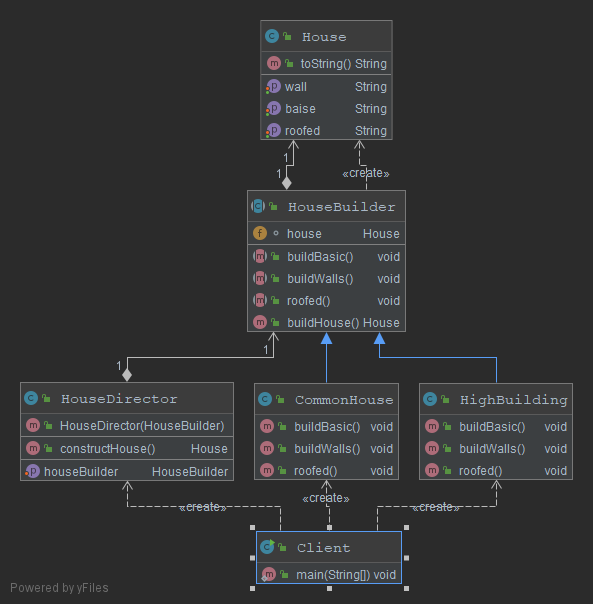 House
toString() String
wall String
baise String
roofed String
1
1
«create»
HouseBuilder
house House
buildBasic() void
buildWalls() void
roofed() void
buildHouse() House
1
1
HouseDirector
HouseDirector(HouseBuilder)
constructHouse() House
houseBuilder HouseBuilder
CommonHouse
buildBasic() void
buildWalls() void
roofed() void
HighBuilding
buildBasic() void
buildWalls() void
roofed() void
«create»
«create»
«create»
Client
main(String[]) void
Powered by yFiles